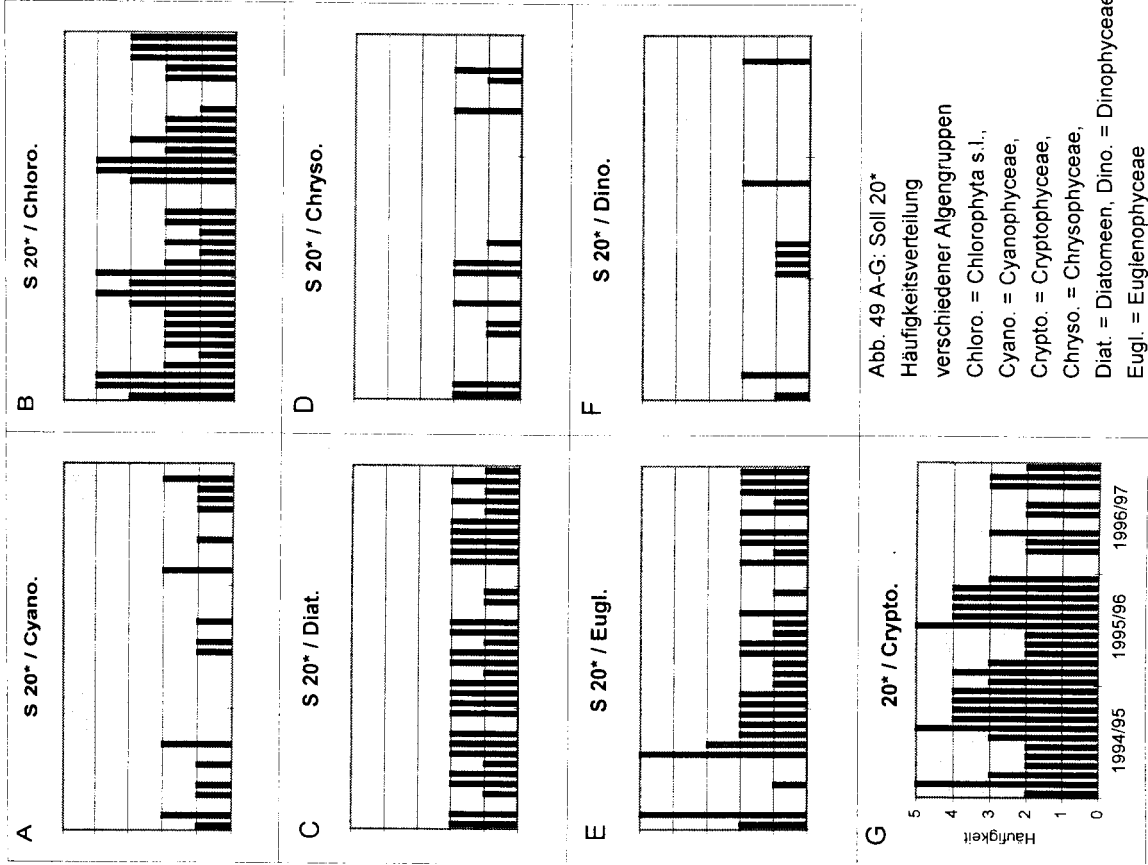 A
S 20* / Cyano.
B
S 20* / Chloro.
C
S 20* / Diat.
D
S 20* / Chryso.
E
S 20* / Eugl.
F
S 20* / Dino.
G
20* / Crypto.
Häufigkeit
5
4
3
2
1
0
1994/95
1995/96
1996/97
Abb. 49 A-G: Soll 20*
Häufigkeitsverteilung
verschiedener Algengruppen
Chloro. = Chlorophyta s.l.,
Cyano. = Cyanophyceae,
Crypto. = Cryptophyceae,
Chryso. = Chrysophyceae,
Diat. = Diatomeen, Dino. = Dinophyceae
Eugl. = Euglenophyceae